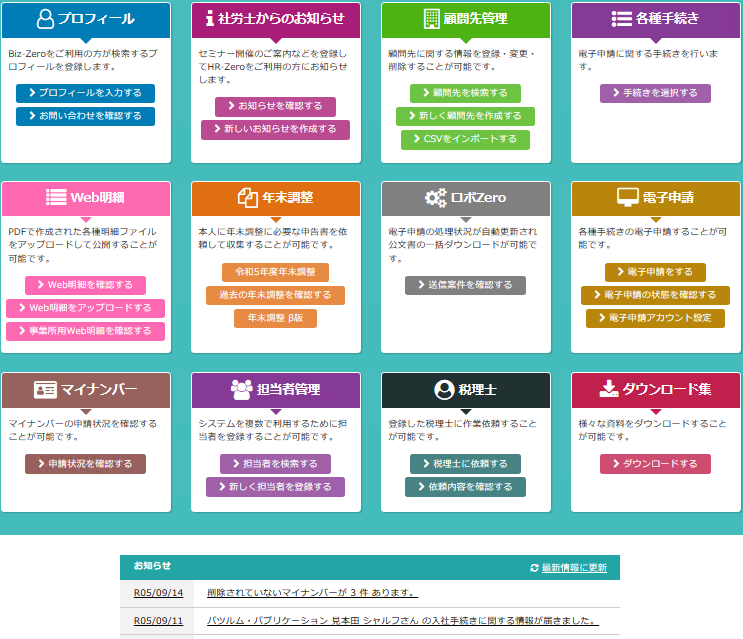 プロフィール
Biz-Zeroをご利用の方が検索するプ
ロフィールを登録します。
プロフィールを入力する
お問い合わせを確認する
社労士からのお知らせ
セミナー開催のご案内などを登録し
てHR-Zeroをご利用の方にお知らせ
します。
お知らせを確認する
新しいお知らせを作成する
顧問先管理
顧問先に関する情報を登録・変更・
削除することが可能です。
顧問先を検索する
新しく顧問先を作成する
CSVをインポートする
各種手続き
電子申請に関する手続きを行いま
す。
手続きを選択する
Web明細
PDFで作成された各種明細ファイル
をアップロードして公開することが
可能です。
Web明細を確認する
Web明細をアップロードする
事業所用Web明細を確認する
年末調整
本人に年末調整に必要な申告書を依
頼して収集することが可能です。
令和5年度年末調整
過去の年末調整を確認する
年末調整 β版
ロボZero
電子申請の処理状況が自動更新され
公文書の一括ダウンロードが可能で
す。
送信案件を確認する
電子申請
各種手続きの電子申請することが可
能です。
電子申請をする
電子申請の状態を確認する
電子申請アカウント設定
マイナンバー
マイナンバーの申請状況を確認する
ことが可能です。
申請状況を確認する
担当者管理
システムを複数で利用するために担
当者を登録することが可能です。
担当者を検索する
新しく担当者を登録する
税理士
登録した税理士に作業依頼すること
が可能です。
税理士に依頼する
依頼内容を確認する
ダウンロード集
様々な資料をダウンロードすること
が可能です。
ダウンロードする
お知らせ 最新情報に更新
R05/09/14 削除されていないマイナンバーが 3 件 あります。
R05/09/11 パツルム・パブリケーション 見本田 シャルフさん の入社手続きに関する情報が届きました。